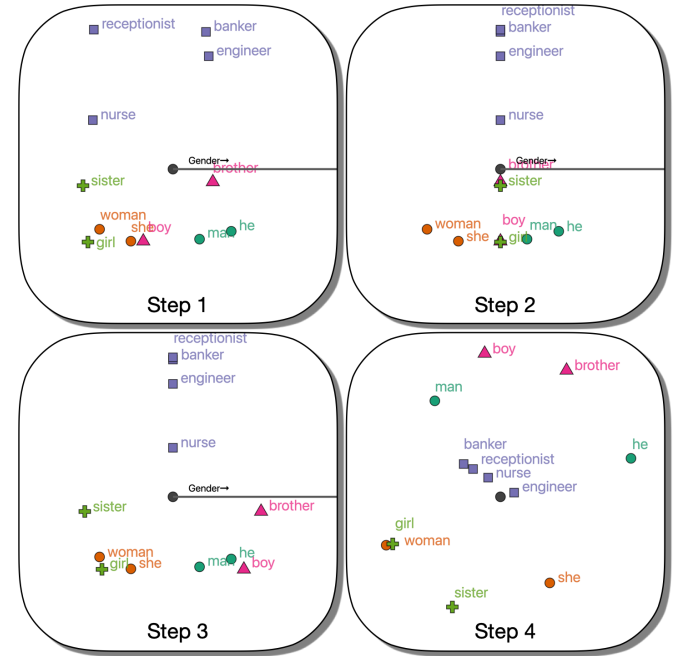 receptionist
banker
engineer
nurse
Gender→
brother
sister
woman
she
boy
girl
man
he
Step 1
receptionist
banker
engineer
nurse
brother
Gender→
sister
boy
woman
man
he
she
girl
Step 2
receptionist
banker
engineer
nurse
Gender→
sister
brother
woman
he
girl
she
man
boy
Step 3
boy
brother
man
he
banker
receptionist
nurse
engineer
girl
woman
she
sister
Step 4